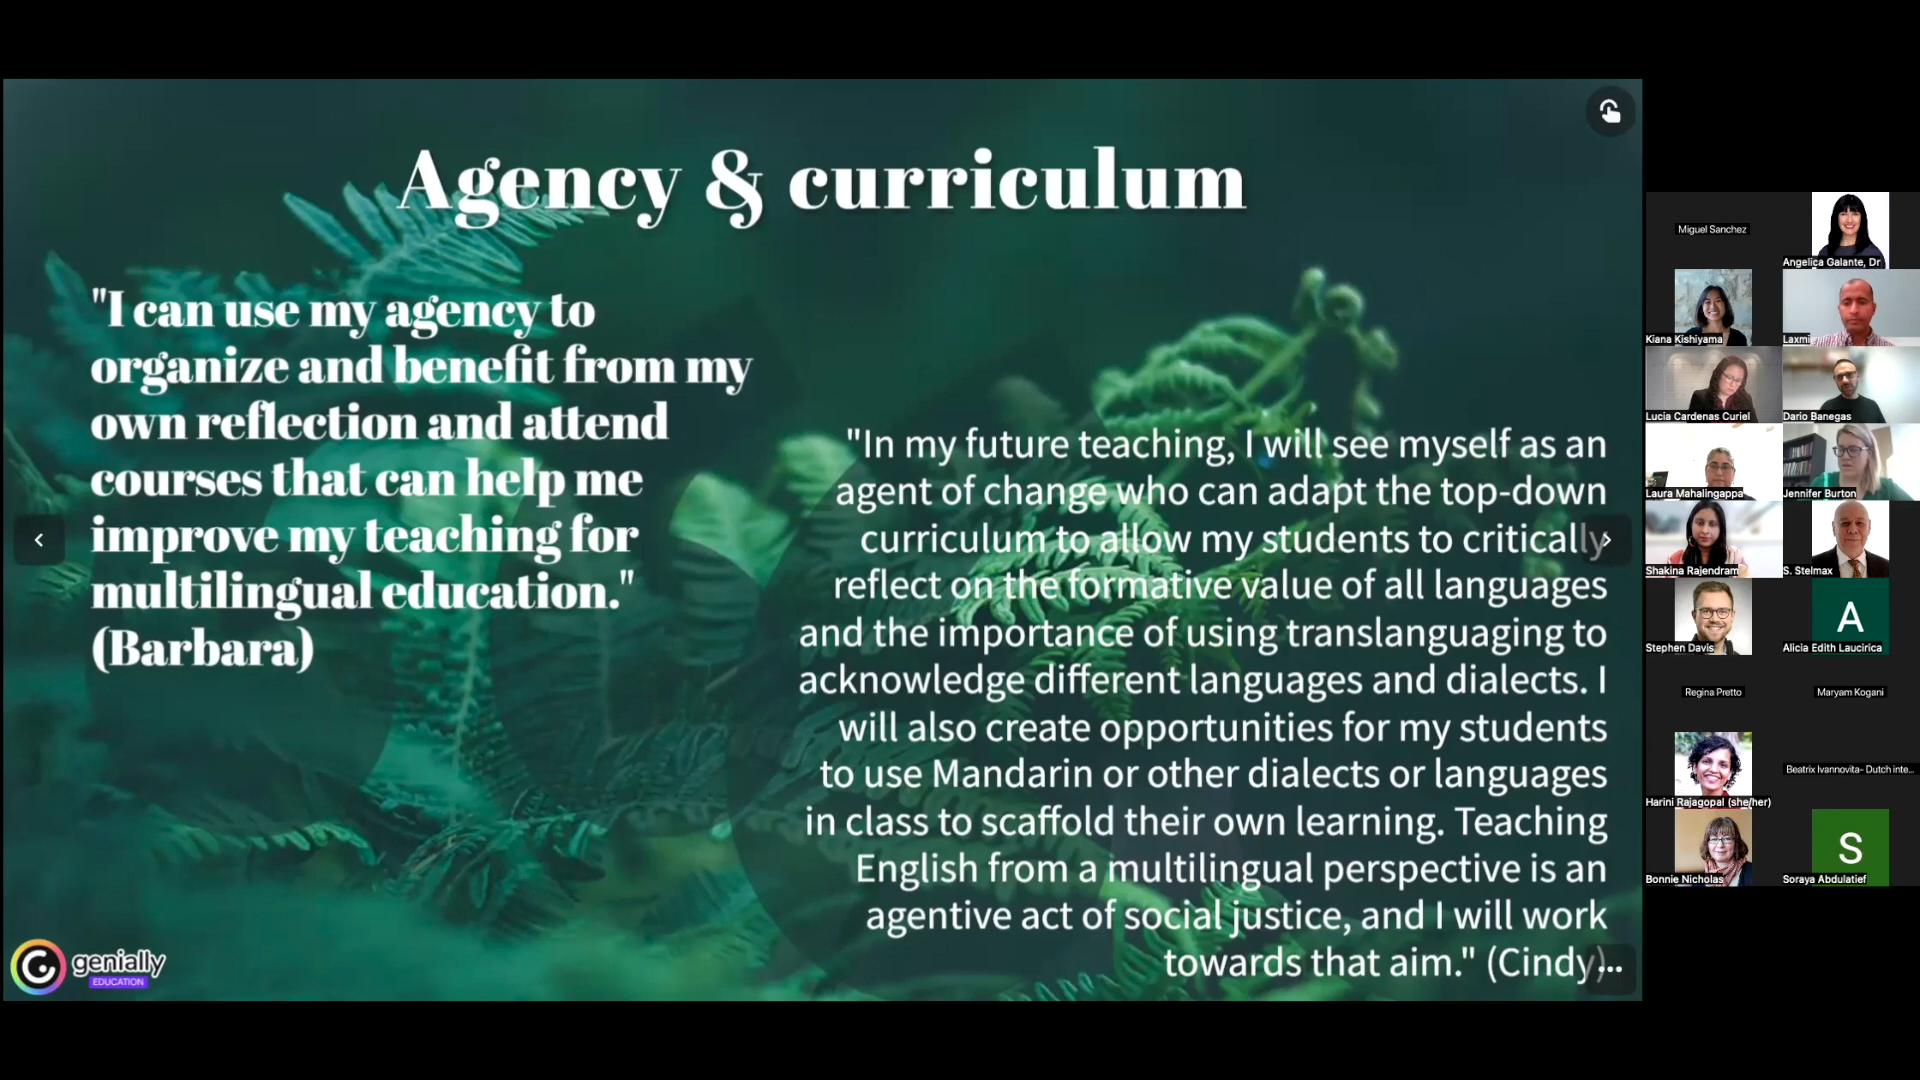 Agency & curriculum
"I can use my agency to
organize and benefit from my
own reflection and attend
courses that can help me
improve my teaching for
multilingual education."
(Barbara)
"In my future teaching, I will see myself as an
agent of change who can adapt the top-down
curriculum to allow my students to critically
reflect on the formative value of all languages
and the importance of using translanguaging to
acknowledge different languages and dialects. I
will also create opportunities for my students
to use Mandarin or other dialects or languages
in class to scaffold their own learning. Teaching
English from a multilingual perspective is an
agentive act of social justice, and I will work
towards that aim." (Cindy)
genially
EDUCATION
Miguel Sanchez
Angelica Galante, Dr
Kiana Kishiyama
Laxmi
Lucia Cardenas Curiel
Dario Banegas
Laura Mahalingappa
Jennifer Burton
Shakina Rajendram
S. Stelmax
Stephen Davis
A
Alicia Edith Laucirica
Regina Pretto
Maryam Kogani
Harini Rajagopal (she/her)
Beatrix Ivannovita- Dutch inte...
Bonnie Nicholas
S
Soraya Abdulatief